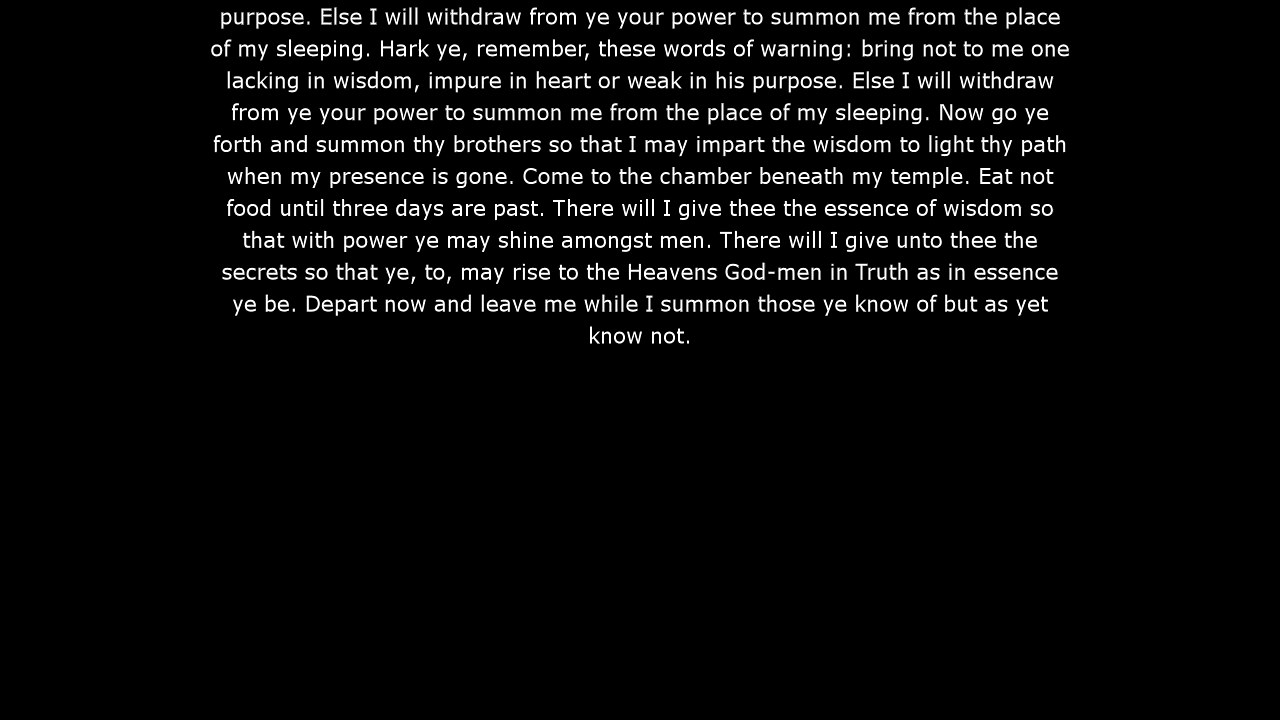 purpose. Else I will withdraw from ye your power to summon me from the place
of my sleeping. Hark ye, remember, these words of warning: bring not to me one
lacking in wisdom, impure in heart or weak in his purpose. Else I will withdraw
from ye your power to summon me from the place of my sleeping. Now go ye
forth and summon thy brothers so that I may impart the wisdom to light thy path
when my presence is gone. Come to the chamber beneath my temple. Eat not
food until three days are past. There will I give thee the essence of wisdom so
that with power ye may shine amongst men. There will I give unto thee the
secrets so that ye, to, may rise to the Heavens God-men in Truth as in essence
ye be. Depart now and leave me while I summon those ye know of but as yet
know not.